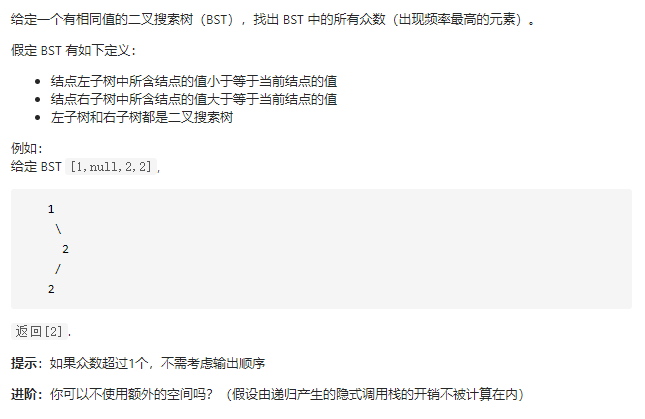 给定一个有相同值的二叉搜索树（BST），找出 BST 中的所有众数（出现频率最高的元素）。
假定 BST 有如下定义：
• 结点左子树中所含结点的值小于等于当前结点的值
• 结点右子树中所含结点的值大于等于当前结点的值
• 左子树和右子树都是二叉搜索树
例如：
给定 BST [1,null,2,2],
1
\
2
/
2
返回[2].
提示：如果众数超过1个，不需考虑输出顺序
进阶：你可以不使用额外的空间吗？（假设由递归产生的隐式调用栈的开销不被计算在内）